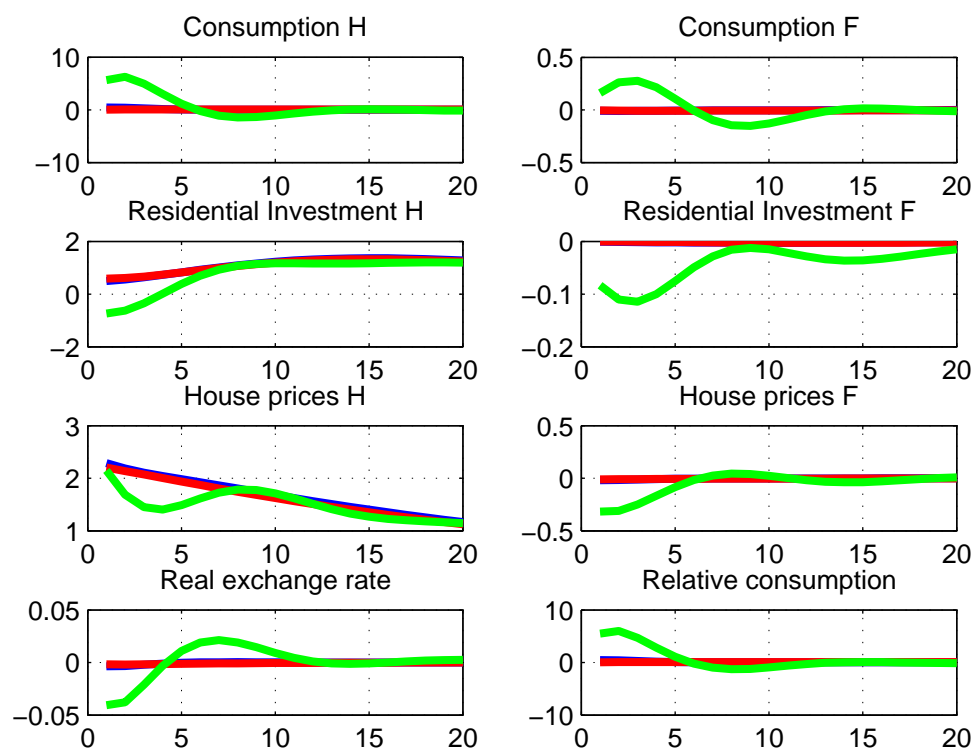 Consumption H
Consumption F
10
0
−10
0 5 10 15 20
0.5
0
−0.5
0 5 10 15 20
Residential Investment H
Residential Investment F
2
0
−2
0 5 10 15 20
0
−0.1
−0.2
0 5 10 15 20
House prices H
House prices F
3
2
1
0 5 10 15 20
0.5
0
−0.5
0 5 10 15 20
Real exchange rate
Relative consumption
0.05
0
−0.05
0 5 10 15 20
10
0
−10
0 5 10 15 20